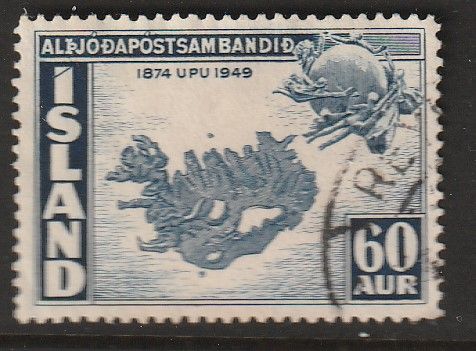 ALÞJÓÐAPÓSTSAMBANDIÐ
1874 UPU 1949
ÍSLAND
60
AUR